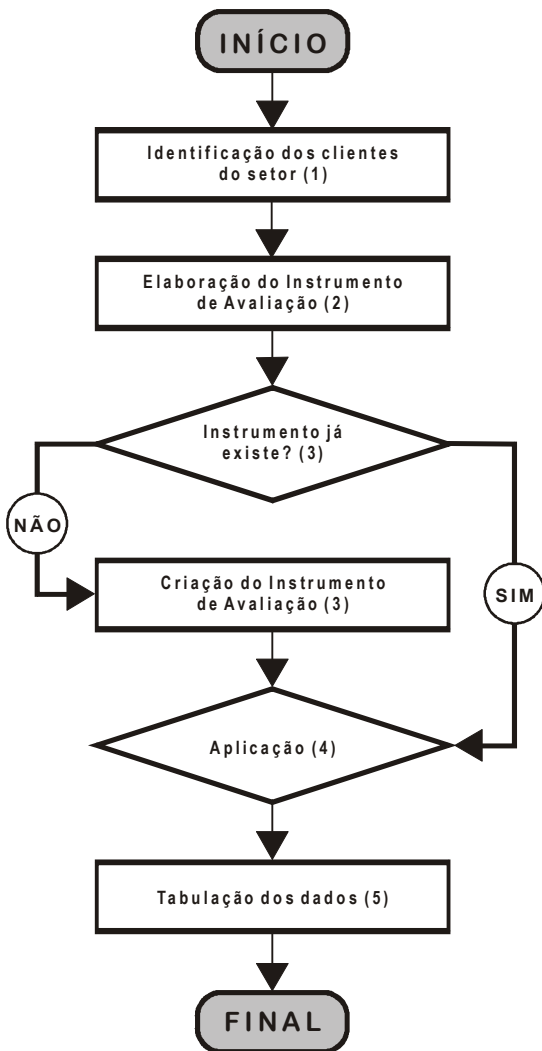 INÍCIO
Identificação dos clientes
do setor (1)
Elaboração do Instrumento
de Avaliação (2)
Instrumento já
existe? (3)
NÃO
SIM
Criação do Instrumento
de Avaliação (3)
Aplicação (4)
Tabulação dos dados (5)
FINAL